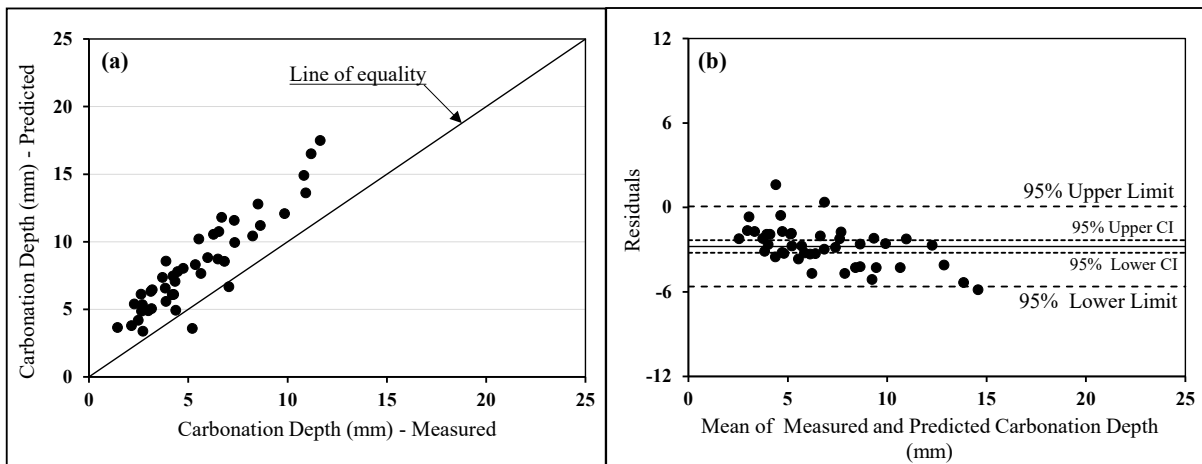 (a)
Line of equality
Carbonation Depth (mm) - Predicted
25
20
15
10
5
0
0 5 10 15 20 25
Carbonation Depth (mm) - Measured
(b)
Residuals
12
6
0
-6
-12
95% Upper Limit
95% Upper CI
95% Lower CI
95% Lower Limit
0 5 10 15 20 25
Mean of Measured and Predicted Carbonation Depth
(mm)